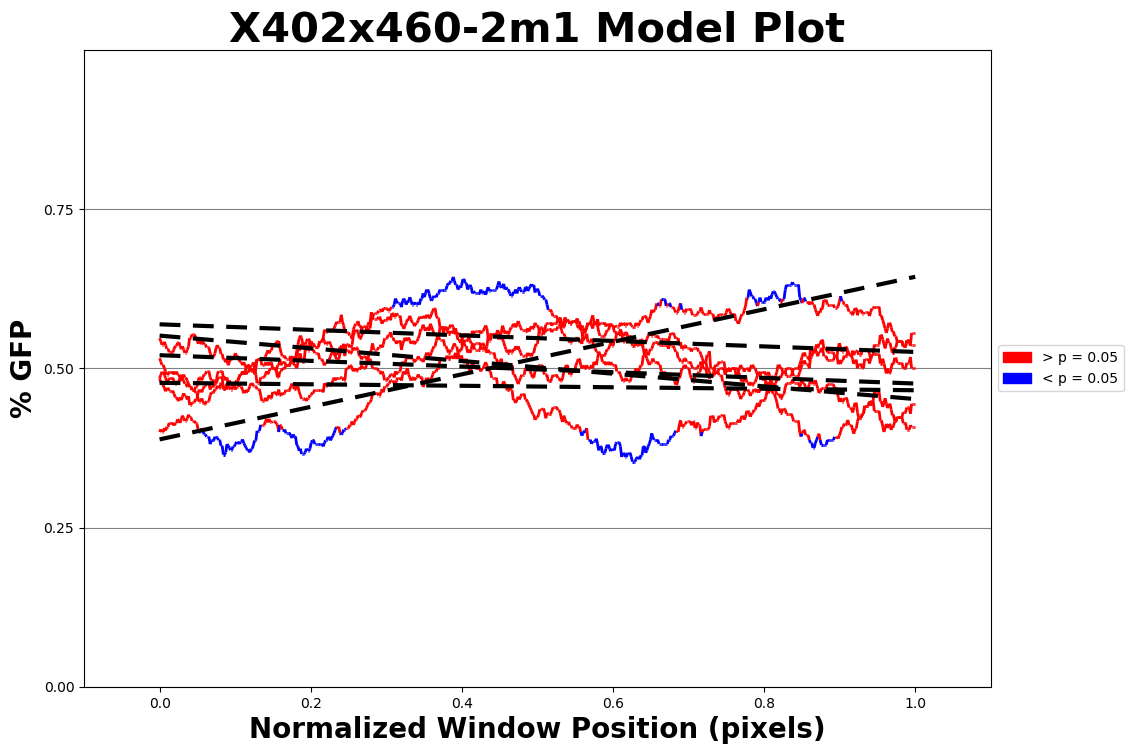 X402x460-2m1 Model Plot
% GFP
0.75
0.50
0.25
0.00
0.0 0.2 0.4 0.6 0.8 1.0
Normalized Window Position (pixels)
> p = 0.05
< p = 0.05